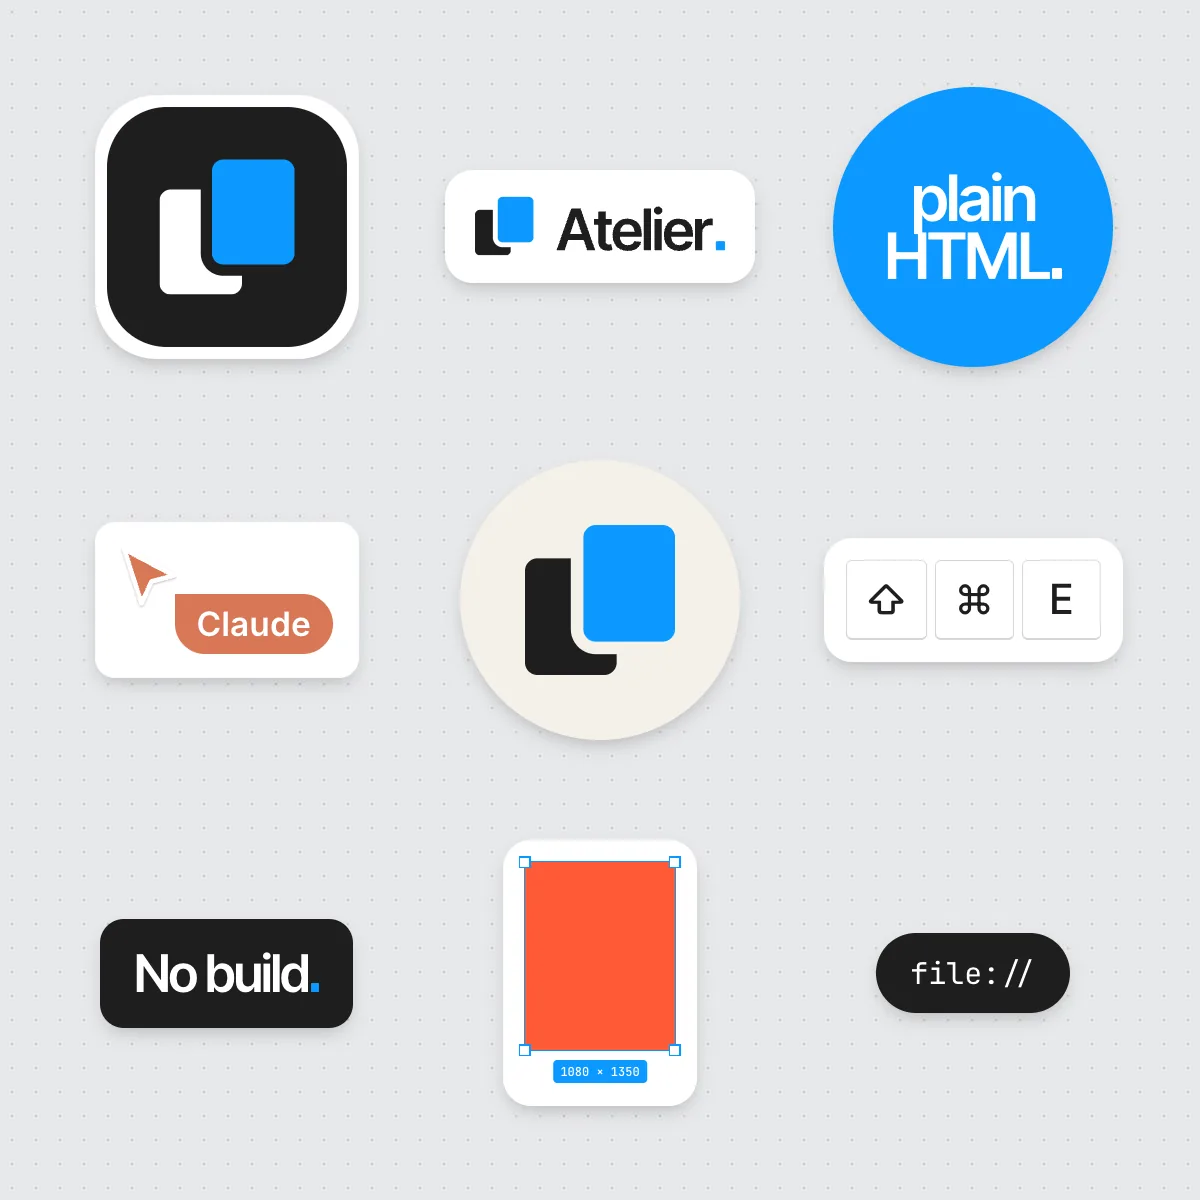 Atelier.
plain
HTML.
Claude
⇧ ⌘ E
No build.
1080 × 1350
file://